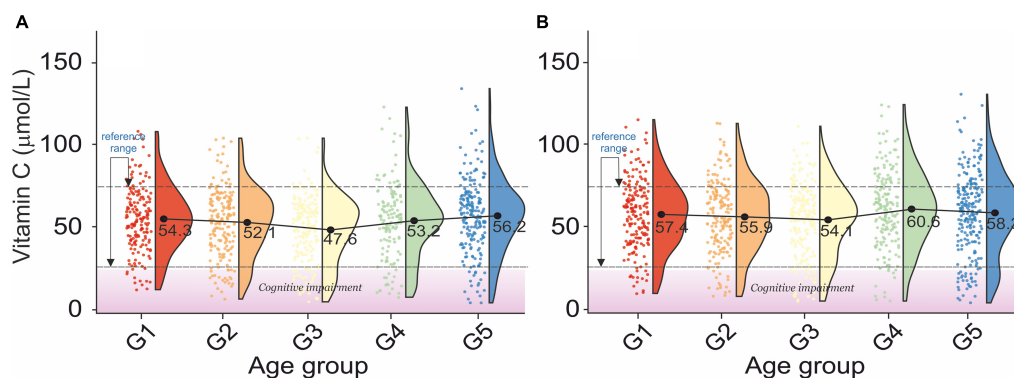 A
Vitamin C (μmol/L)
150
100
50
0
reference
range
54.3
52.1
47.6
53.2
56.2
Cognitive impairment
G1
G2
G3
G4
G5
Age group
B
150
100
50
0
reference
range
57.4
55.9
54.1
60.6
Cognitive impairment
G1
G2
G3
G4
G5
Age group